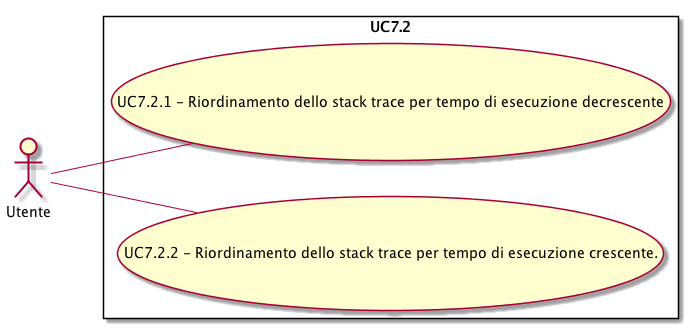 UC7.2
UC7.2.1 – Riordinamento dello stack trace per tempo di esecuzione decrescente
Utente
UC7.2.2 – Riordinamento dello stack trace per tempo di esecuzione crescente.